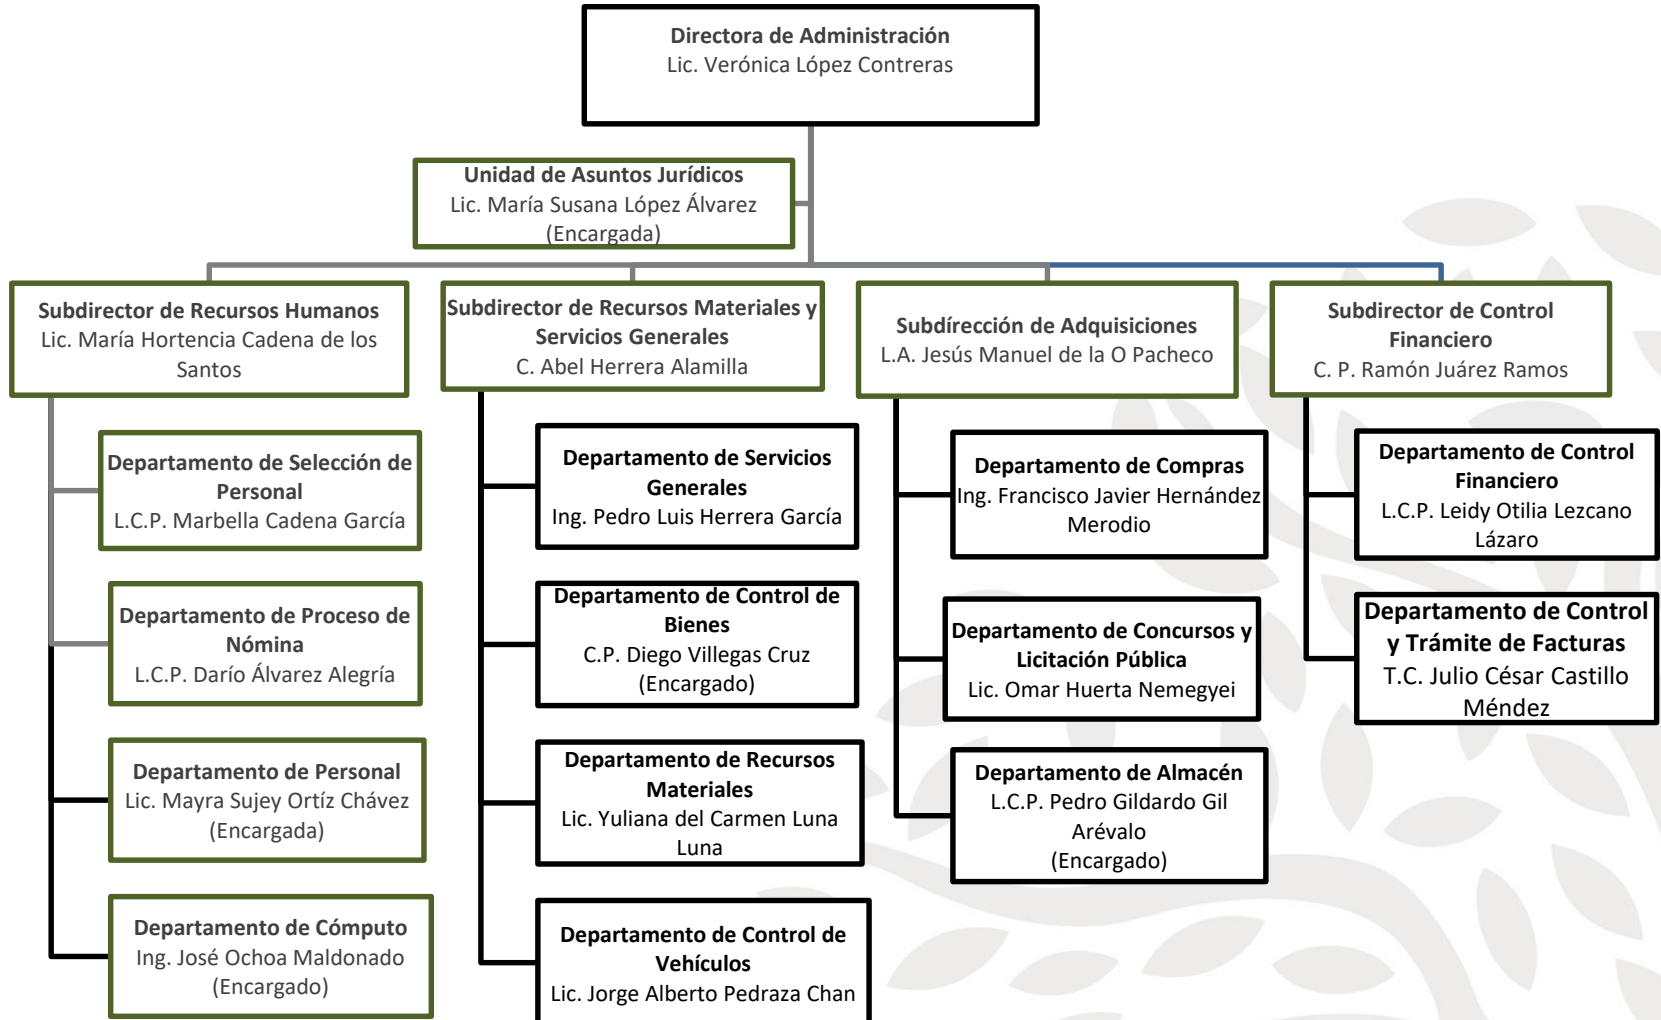 Directora de Administración
Lic. Verónica López Contreras
Unidad de Asuntos Jurídicos
Lic. María Susana López Álvarez
(Encargada)
Subdirector de Recursos Humanos
Lic. María Hortencia Cadena de los
Santos
Departamento de Selección de
Personal
L.C.P. Marbella Cadena García
Departamento de Proceso de
Nómina
L.C.P. Darío Álvarez Alegría
Departamento de Personal
Lic. Mayra Sujey Ortíz Chávez
(Encargada)
Departamento de Cómputo
Ing. José Ochoa Maldonado
(Encargado)
Subdirector de Recursos Materiales y
Servicios Generales
C. Abel Herrera Alamilla
Departamento de Servicios
Generales
Ing. Pedro Luis Herrera García
Departamento de Control de
Bienes
C.P. Diego Villegas Cruz
(Encargado)
Departamento de Recursos
Materiales
Lic. Yuliana del Carmen Luna
Luna
Departamento de Control de
Vehículos
Lic. Jorge Alberto Pedraza Chan
Subdírección de Adquisiciones
L.A. Jesús Manuel de la O Pacheco
Departamento de Compras
Ing. Francisco Javier Hernández
Merodio
Departamento de Concursos y
Licitación Pública
Lic. Omar Huerta Nemegyei
Departamento de Almacén
L.C.P. Pedro Gildardo Gil
Arévalo
(Encargado)
Subdirector de Control
Financiero
C. P. Ramón Juárez Ramos
Departamento de Control
Financiero
L.C.P. Leidy Otilia Lezcano
Lázaro
Departamento de Control
y Trámite de Facturas
T.C. Julio César Castillo
Méndez